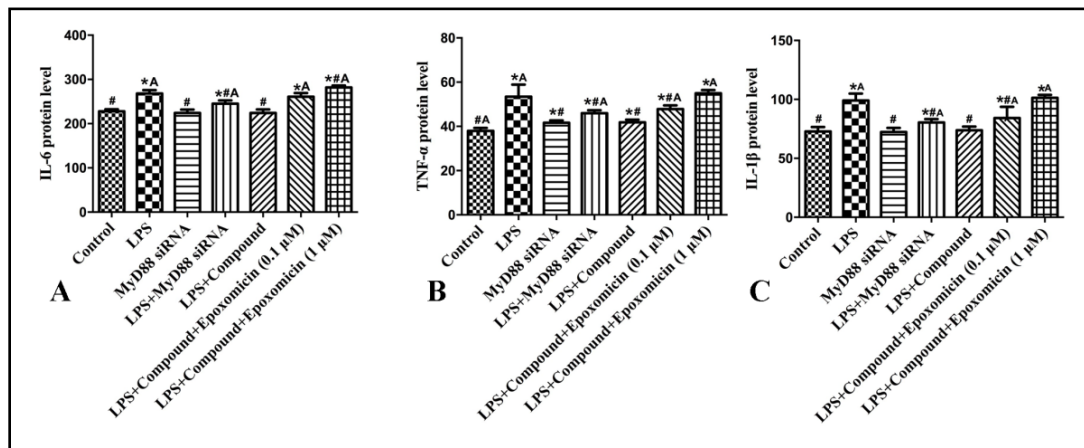 IL-6 protein level
400
300
200
100
0
#
*A
#
*#A
#
*A
*#A
Control
LPS
MyD88 siRNA
LPS+MyD88 siRNA
LPS+Compound
LPS+Compound+Epoxomicin (0.1 μM)
LPS+Compound+Epoxomicin (1 μM)
A
TNF-α protein level
80
60
40
20
0
#A
*A
*#
*#A
*#
*#A
*A
Control
LPS
MyD88 siRNA
LPS+MyD88 siRNA
LPS+Compound
LPS+Compound+Epoxomicin (0.1 μM)
LPS+Compound+Epoxomicin (1 μM)
B
IL-1β protein level
150
100
50
0
#
*A
#
*#A
#
*#A
*A
Control
LPS
MyD88 siRNA
LPS+MyD88 siRNA
LPS+Compound
LPS+Compound+Epoxomicin (0.1 μM)
LPS+Compound+Epoxomicin (1 μM)
C